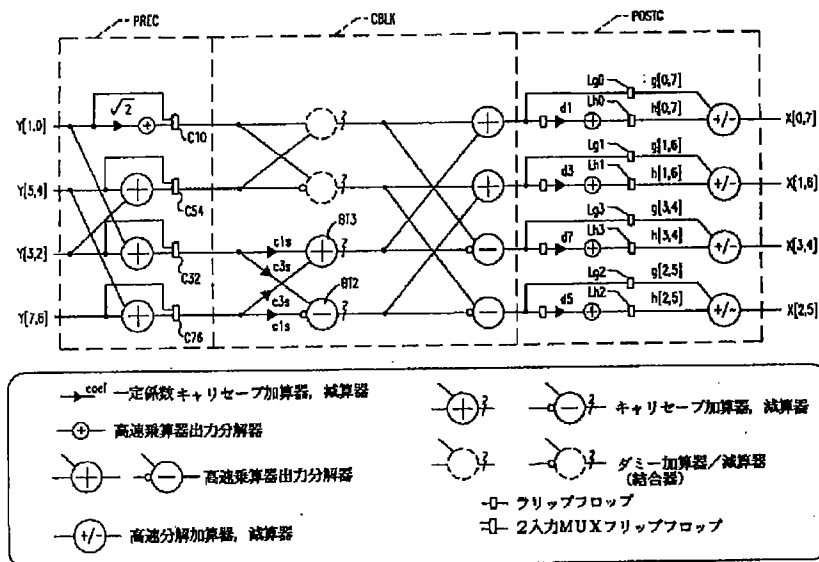 PREC
CBLK
POSTC
Y[1,0]
√2
C10
Lg0
g[0,7]
d1
Lh0
h[0,7]
+/-
X[0,7]
Y[5,4]
C54
Lg1
g[1,6]
d3
Lh1
h[1,6]
+/-
X[1,6]
Y[3,2]
C32
c1s
BT3
Lg3
g[3,4]
d7
Lh3
h[3,4]
+/-
X[3,4]
c3s
BT2
Y[7,6]
C76
c3s
c1s
Lg2
g[2,5]
d5
Lh2
h[2,5]
+/-
X[2,5]
coef 一定係数キャリセーブ加算器,減算器
高速乗算器出力分解器
高速乗算器出力分解器
+/- 高速分解加算器,減算器
キャリセーブ加算器,減算器
ダミー加算器/減算器
(結合器)
フリップフロップ
2入力MUXフリップフロップ